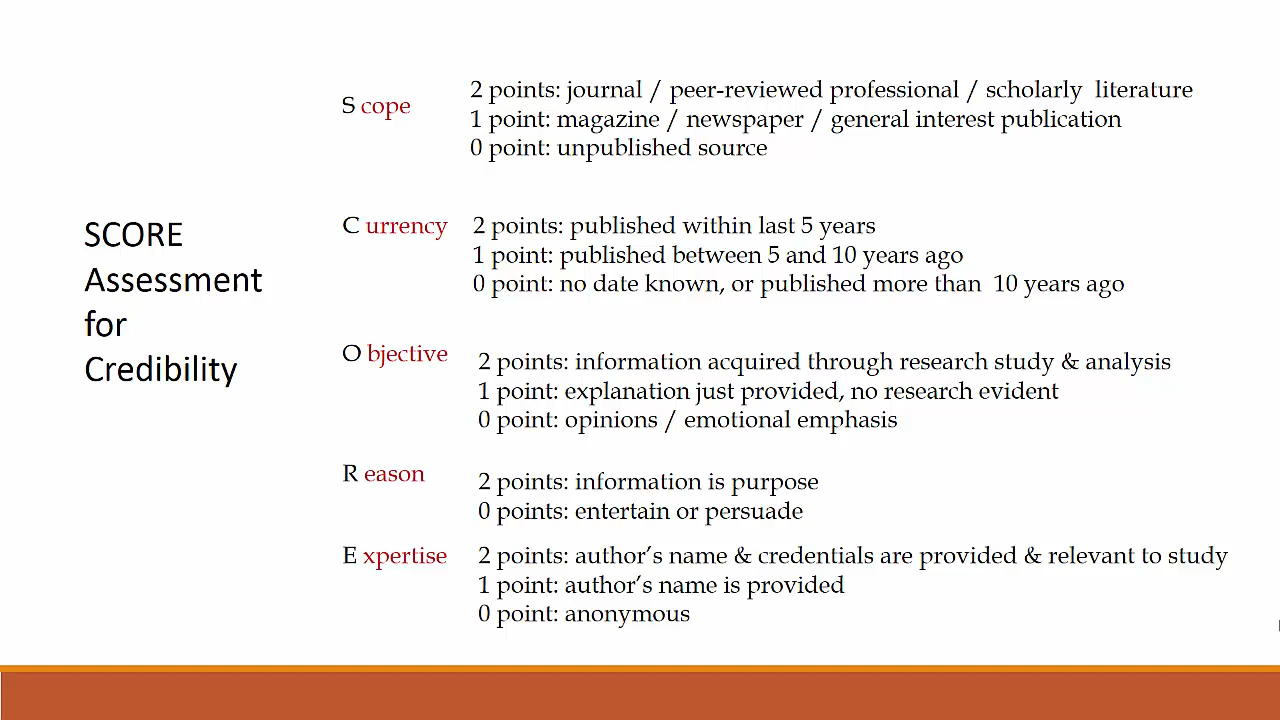 SCORE
Assessment
for
Credibility
S cope
2 points: journal / peer-reviewed professional / scholarly literature
1 point: magazine / newspaper / general interest publication
0 point: unpublished source
C urrency
2 points: published within last 5 years
1 point: published between 5 and 10 years ago
0 point: no date known, or published more than 10 years ago
O bjective
2 points: information acquired through research study & analysis
1 point: explanation just provided, no research evident
0 point: opinions / emotional emphasis
R eason
2 points: information is purpose
0 points: entertain or persuade
E xpertise
2 points: author's name & credentials are provided & relevant to study
1 point: author's name is provided
0 point: anonymous